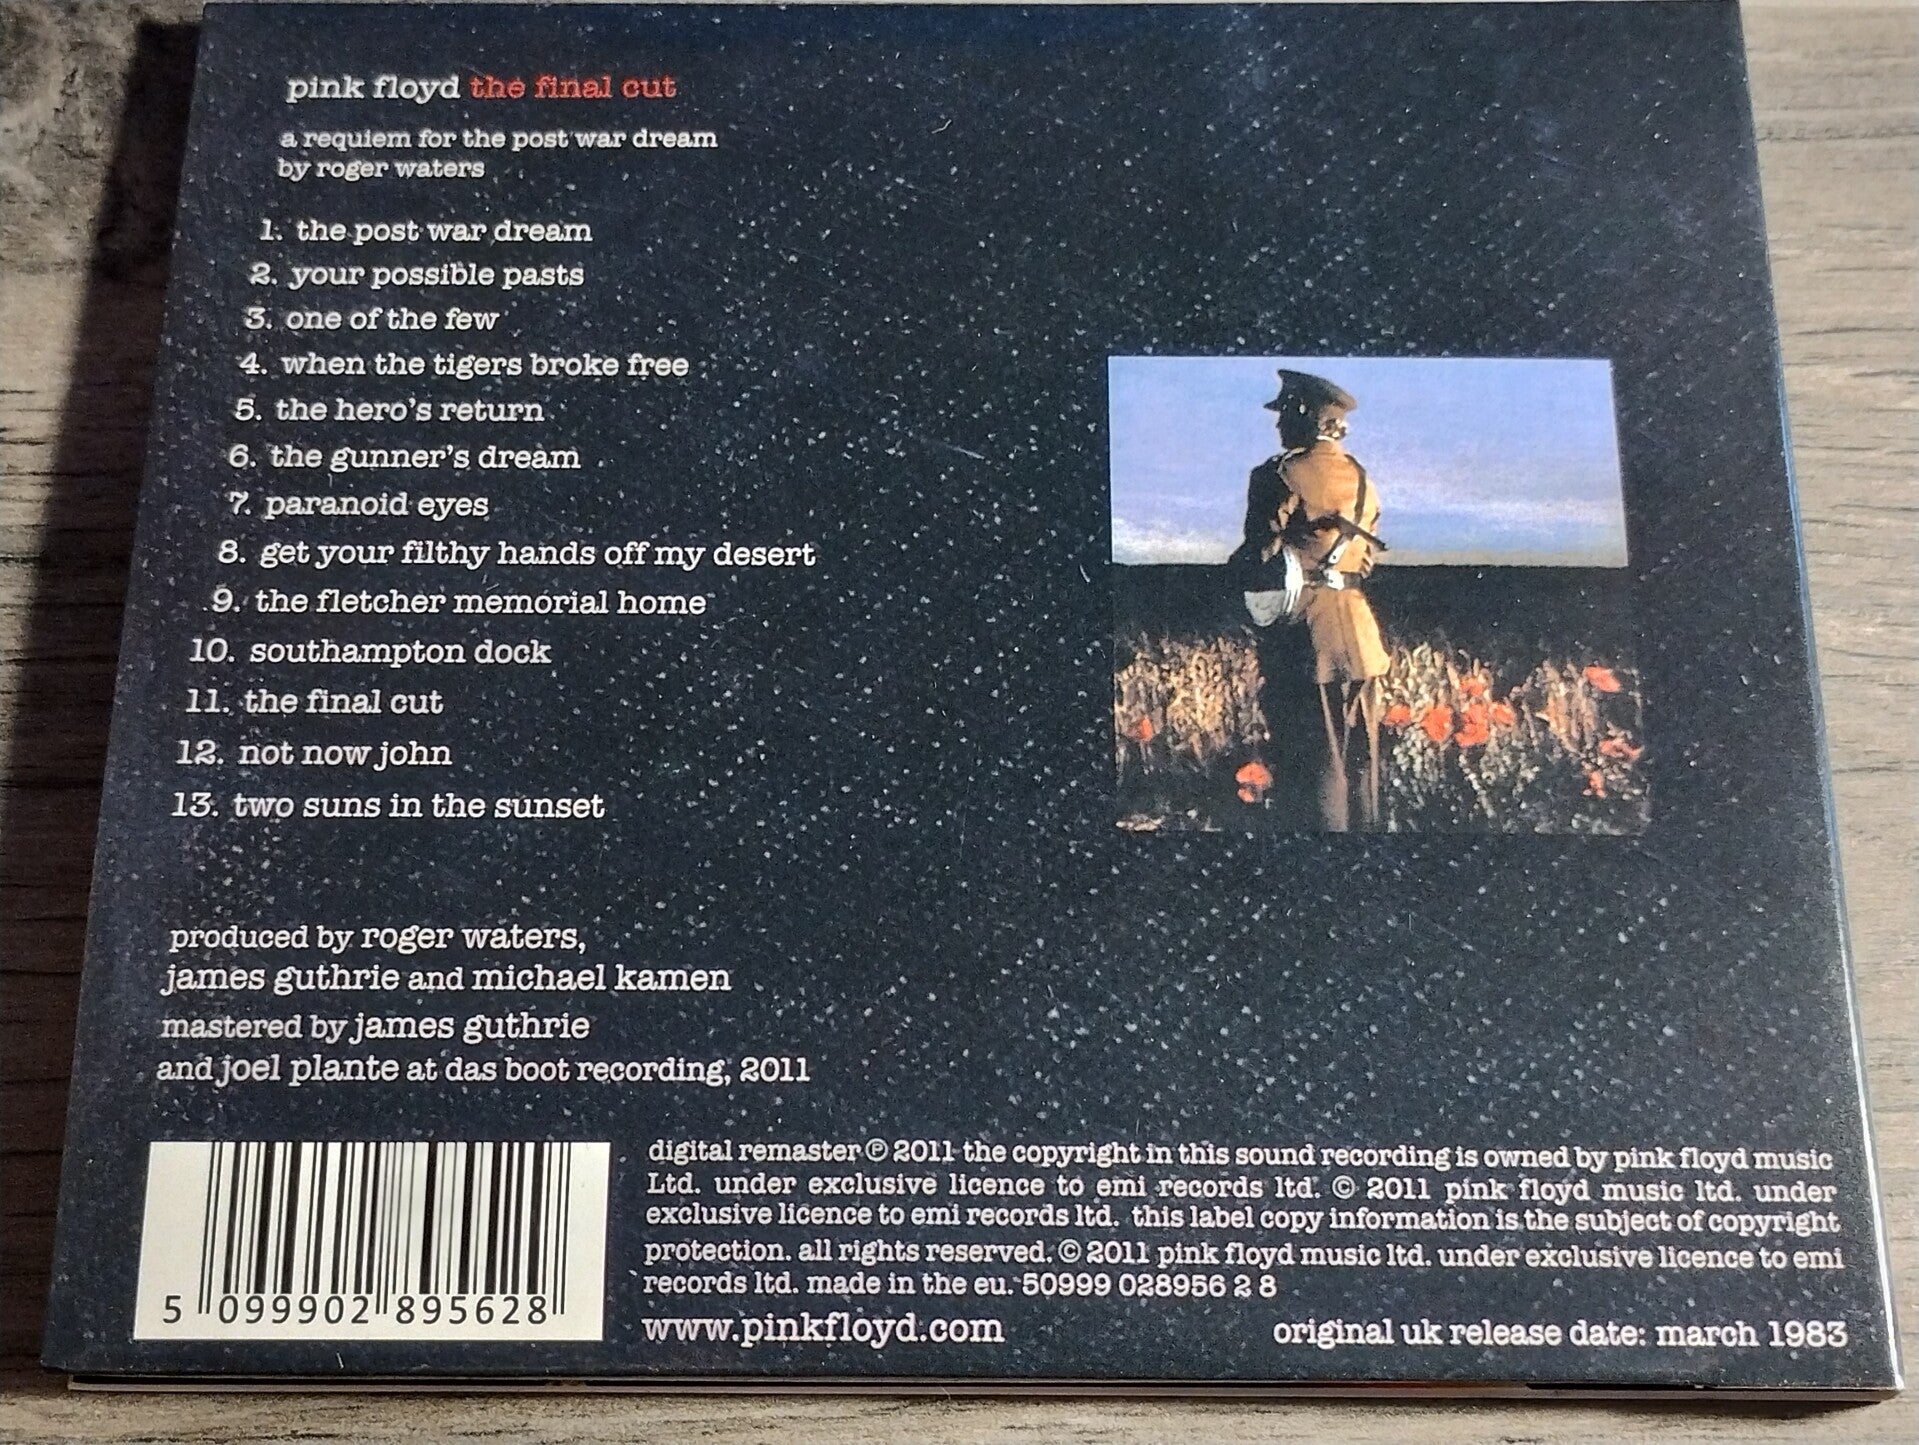 pink floyd the final cut
a requiem for the post war dream
by roger waters
1. the post war dream
2. your possible pasts
3. one of the few
4. when the tigers broke free
5. the hero's return
6. the gunner's dream
7. paranoid eyes
8. get your filthy hands off my desert
9. the fletcher memorial home
10. southampton dock
11. the final cut
12. not now john
13. two suns in the sunset
produced by roger waters,
james guthrie and michael kamen
mastered by james guthrie
and joel plante at das boot recording, 2011
digital remaster ℗ 2011 the copyright in this sound recording is owned by pink floyd music
Ltd. under exclusive licence to emi records ltd. © 2011 pink floyd music ltd. under
exclusive licence to emi records ltd. this label copy information is the subject of copyright
protection. all rights reserved. © 2011 pink floyd music ltd. under exclusive licence to emi
records ltd. made in the eu. 50999 028956 2 8
5 099902 895628
www.pinkfloyd.com
original uk release date: march 1983